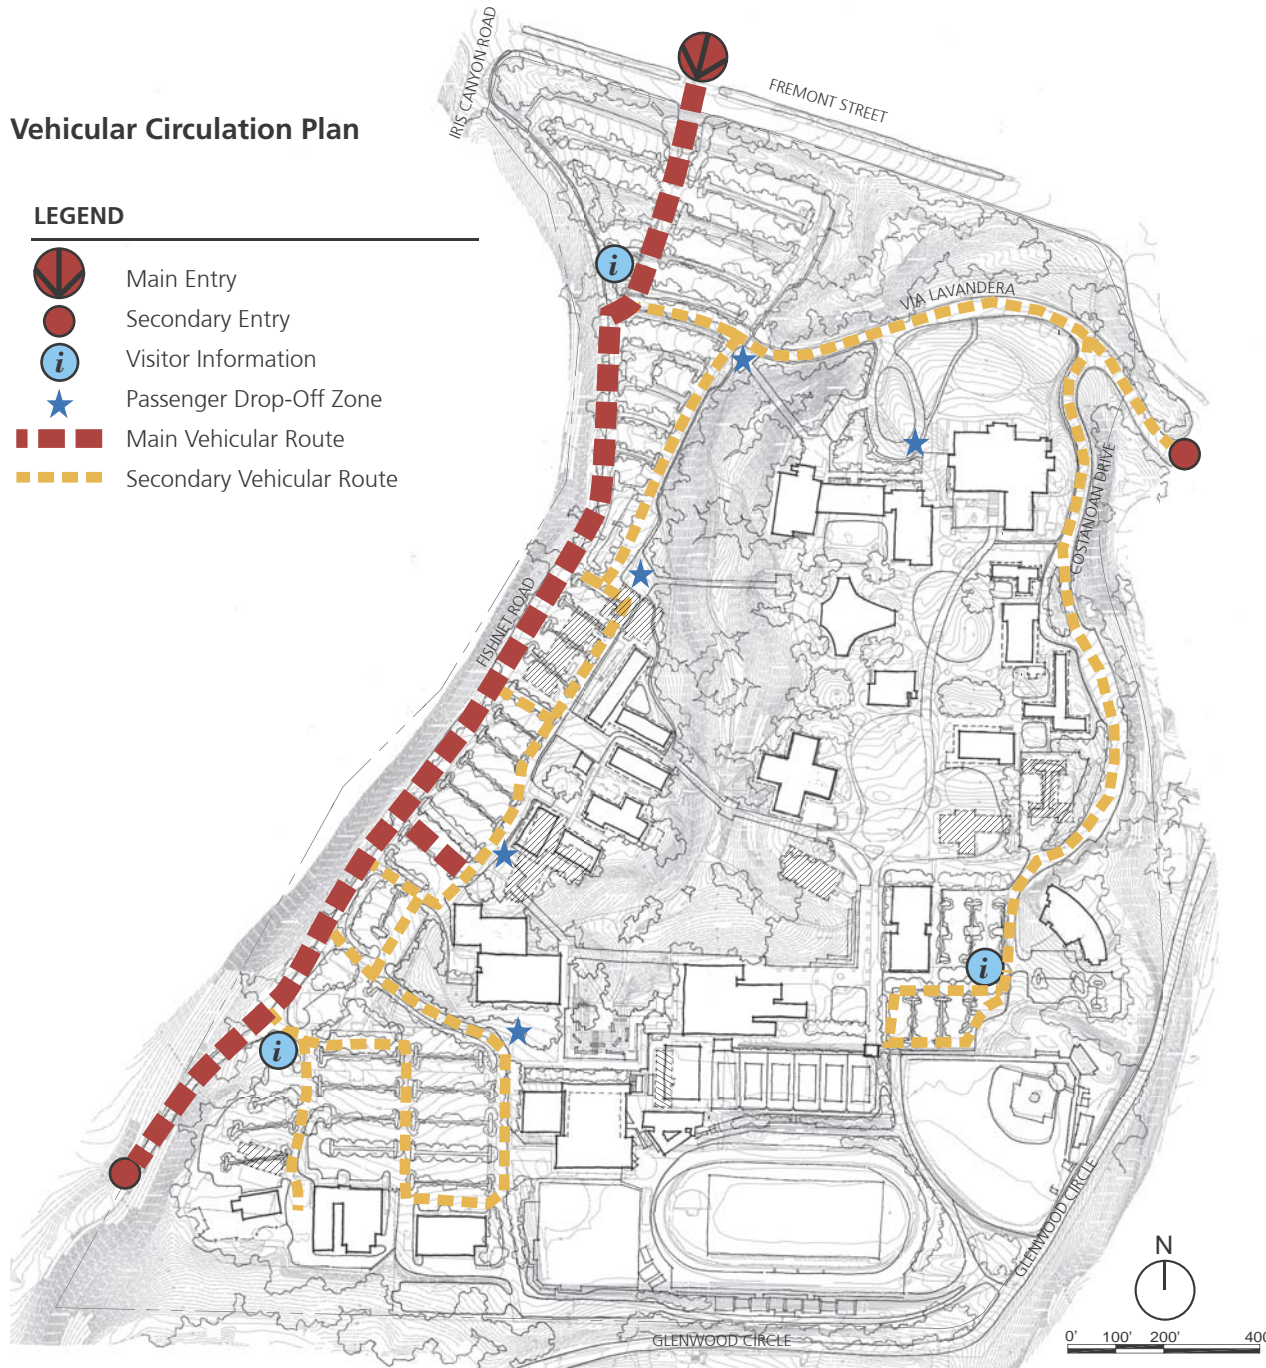 IRIS CANYON ROAD
FREMONT STREET
Vehicular Circulation Plan
LEGEND
Main Entry
Secondary Entry
i Visitor Information
Passenger Drop-Off Zone
Main Vehicular Route
Secondary Vehicular Route
i
VIA LAVANDERA
COSTANOAN DRIVE
FISHNET ROAD
i
i
GLENWOOD CIRCLE
GLENWOOD CIRCLE
N
0' 100' 200' 400